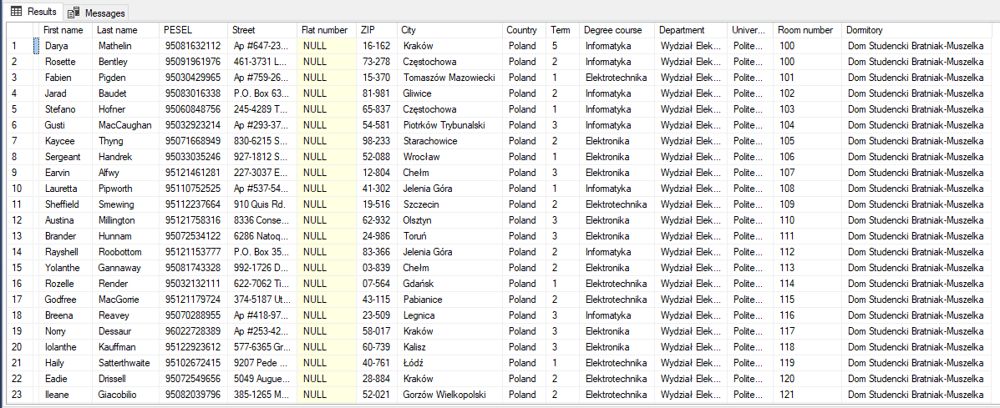 Results Messages
First name Last name PESEL Street Flat number ZIP City Country Term Degree course Department Univer... Room number Domitory
1 Darya Mathelin 95081632112 Ap #647-23... NULL 16-162 Kraków Poland 5 Informatyka Wydział Elek... Polite... 100 Dom Studencki Bratniak-Muszelka
2 Rosette Bentley 95091961976 461-3731 L... NULL 73-278 Częstochowa Poland 2 Informatyka Wydział Elek... Polite... 100 Dom Studencki Bratniak-Muszelka
3 Fabien Pigden 95030429965 Ap #759-26... NULL 15-370 Tomaszów Mazowiecki Poland 1 Elektrotechnika Wydział Elek... Polite... 101 Dom Studencki Bratniak-Muszelka
4 Jarad Baudet 95083016338 P.O. Box 63... NULL 81-981 Gliwice Poland 2 Informatyka Wydział Elek... Polite... 102 Dom Studencki Bratniak-Muszelka
5 Stefano Hofner 95060848756 245-4289 T... NULL 65-837 Częstochowa Poland 1 Informatyka Wydział Elek... Polite... 103 Dom Studencki Bratniak-Muszelka
6 Gusti MacCaughan 95032923214 Ap #293-37... NULL 54-581 Piotrków Trybunalski Poland 3 Informatyka Wydział Elek... Polite... 104 Dom Studencki Bratniak-Muszelka
7 Kaycee Thyng 95071668949 830-6215 S... NULL 98-233 Starachowice Poland 2 Elektronika Wydział Elek... Polite... 105 Dom Studencki Bratniak-Muszelka
8 Sergeant Handrek 95033035246 927-1812 S... NULL 52-088 Wrocław Poland 1 Elektronika Wydział Elek... Polite... 106 Dom Studencki Bratniak-Muszelka
9 Earvin Alfwy 95121461281 227-3037 E... NULL 12-804 Chełm Poland 3 Elektronika Wydział Elek... Polite... 107 Dom Studencki Bratniak-Muszelka
10 Lauretta Pipworth 95110752525 Ap #537-54... NULL 41-302 Jelenia Góra Poland 1 Informatyka Wydział Elek... Polite... 108 Dom Studencki Bratniak-Muszelka
11 Sheffield Smewing 95112237664 910 Quis Rd. NULL 19-516 Szczecin Poland 2 Elektrotechnika Wydział Elek... Polite... 109 Dom Studencki Bratniak-Muszelka
12 Austina Millington 95121758316 8336 Conse... NULL 62-932 Olsztyn Poland 3 Elektronika Wydział Elek... Polite... 110 Dom Studencki Bratniak-Muszelka
13 Brander Hunnam 95072534122 6286 Natoq... NULL 24-986 Toruń Poland 3 Elektronika Wydział Elek... Polite... 111 Dom Studencki Bratniak-Muszelka
14 Rayshell Roobottom 95121153777 P.O. Box 35... NULL 83-366 Jelenia Góra Poland 2 Informatyka Wydział Elek... Polite... 112 Dom Studencki Bratniak-Muszelka
15 Yolanthe Gannaway 95081743328 992-1726 D... NULL 03-839 Chełm Poland 2 Elektronika Wydział Elek... Polite... 113 Dom Studencki Bratniak-Muszelka
16 Rozelle Render 95032132111 622-7062 Ti... NULL 07-564 Gdańsk Poland 1 Elektrotechnika Wydział Elek... Polite... 114 Dom Studencki Bratniak-Muszelka
17 Godfree MacGorrie 95121179724 374-5187 Ut... NULL 43-115 Pabianice Poland 2 Elektrotechnika Wydział Elek... Polite... 115 Dom Studencki Bratniak-Muszelka
18 Breena Reavey 95070288955 Ap #418-97... NULL 23-509 Legnica Poland 3 Informatyka Wydział Elek... Polite... 116 Dom Studencki Bratniak-Muszelka
19 Norry Dessaur 96022728389 Ap #253-42... NULL 58-017 Kraków Poland 3 Elektrotechnika Wydział Elek... Polite... 117 Dom Studencki Bratniak-Muszelka
20 Iolanthe Kauffman 95122923612 577-6365 Gr... NULL 60-739 Kalisz Poland 3 Elektrotechnika Wydział Elek... Polite... 118 Dom Studencki Bratniak-Muszelka
21 Haily Satterthwaite 95102672415 9207 Pede ... NULL 40-761 Łódź Poland 1 Elektrotechnika Wydział Elek... Polite... 119 Dom Studencki Bratniak-Muszelka
22 Eadie Drissell 95072549656 5049 Augue... NULL 28-884 Kraków Poland 2 Elektrotechnika Wydział Elek... Polite... 120 Dom Studencki Bratniak-Muszelka
23 Ileane Giacobilio 95082039796 385-1265 M... NULL 52-021 Gorzów Wielkopolski Poland 2 Elektrotechnika Wydział Elek... Polite... 121 Dom Studencki Bratniak-Muszelka